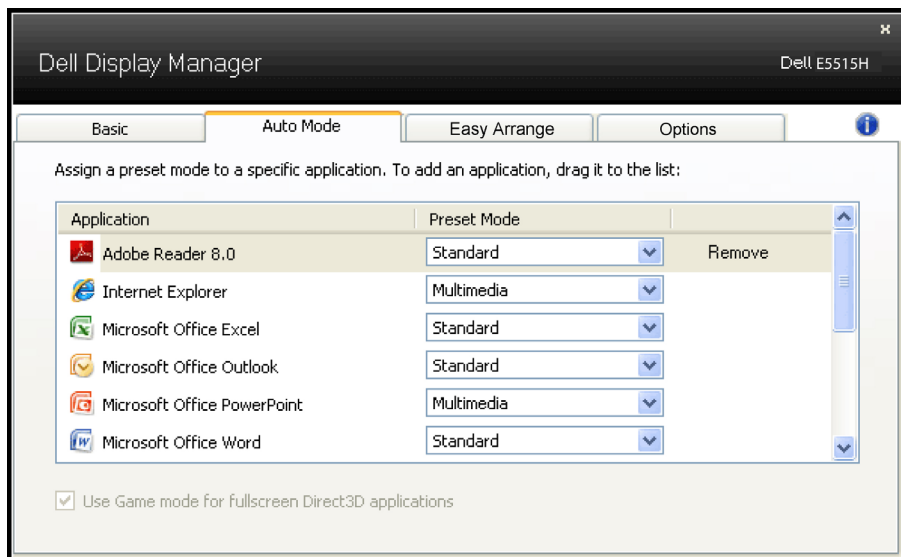 x
Dell Display Manager
Dell E5515H
Basic
Auto Mode
Easy Arrange
Options
i
Assign a preset mode to a specific application. To add an application, drag it to the list:
Application Preset Mode
Adobe Reader 8.0 Standard Remove
Internet Explorer Multimedia
Microsoft Office Excel Standard
Microsoft Office Outlook Standard
Microsoft Office PowerPoint Multimedia
Microsoft Office Word Standard
Use Game mode for fullscreen Direct3D applications